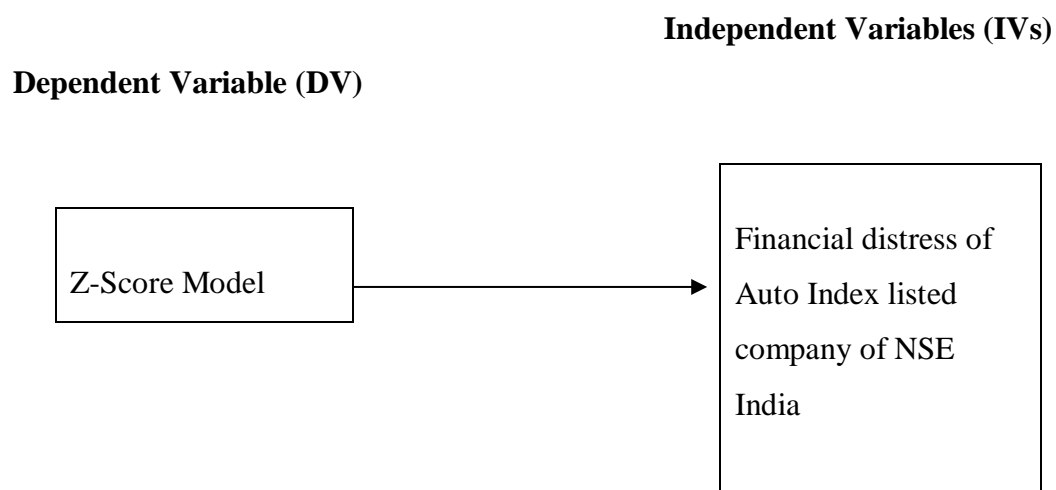 Independent Variables (IVs)
Dependent Variable (DV)
Z-Score Model
Financial distress of
Auto Index listed
company of NSE
India